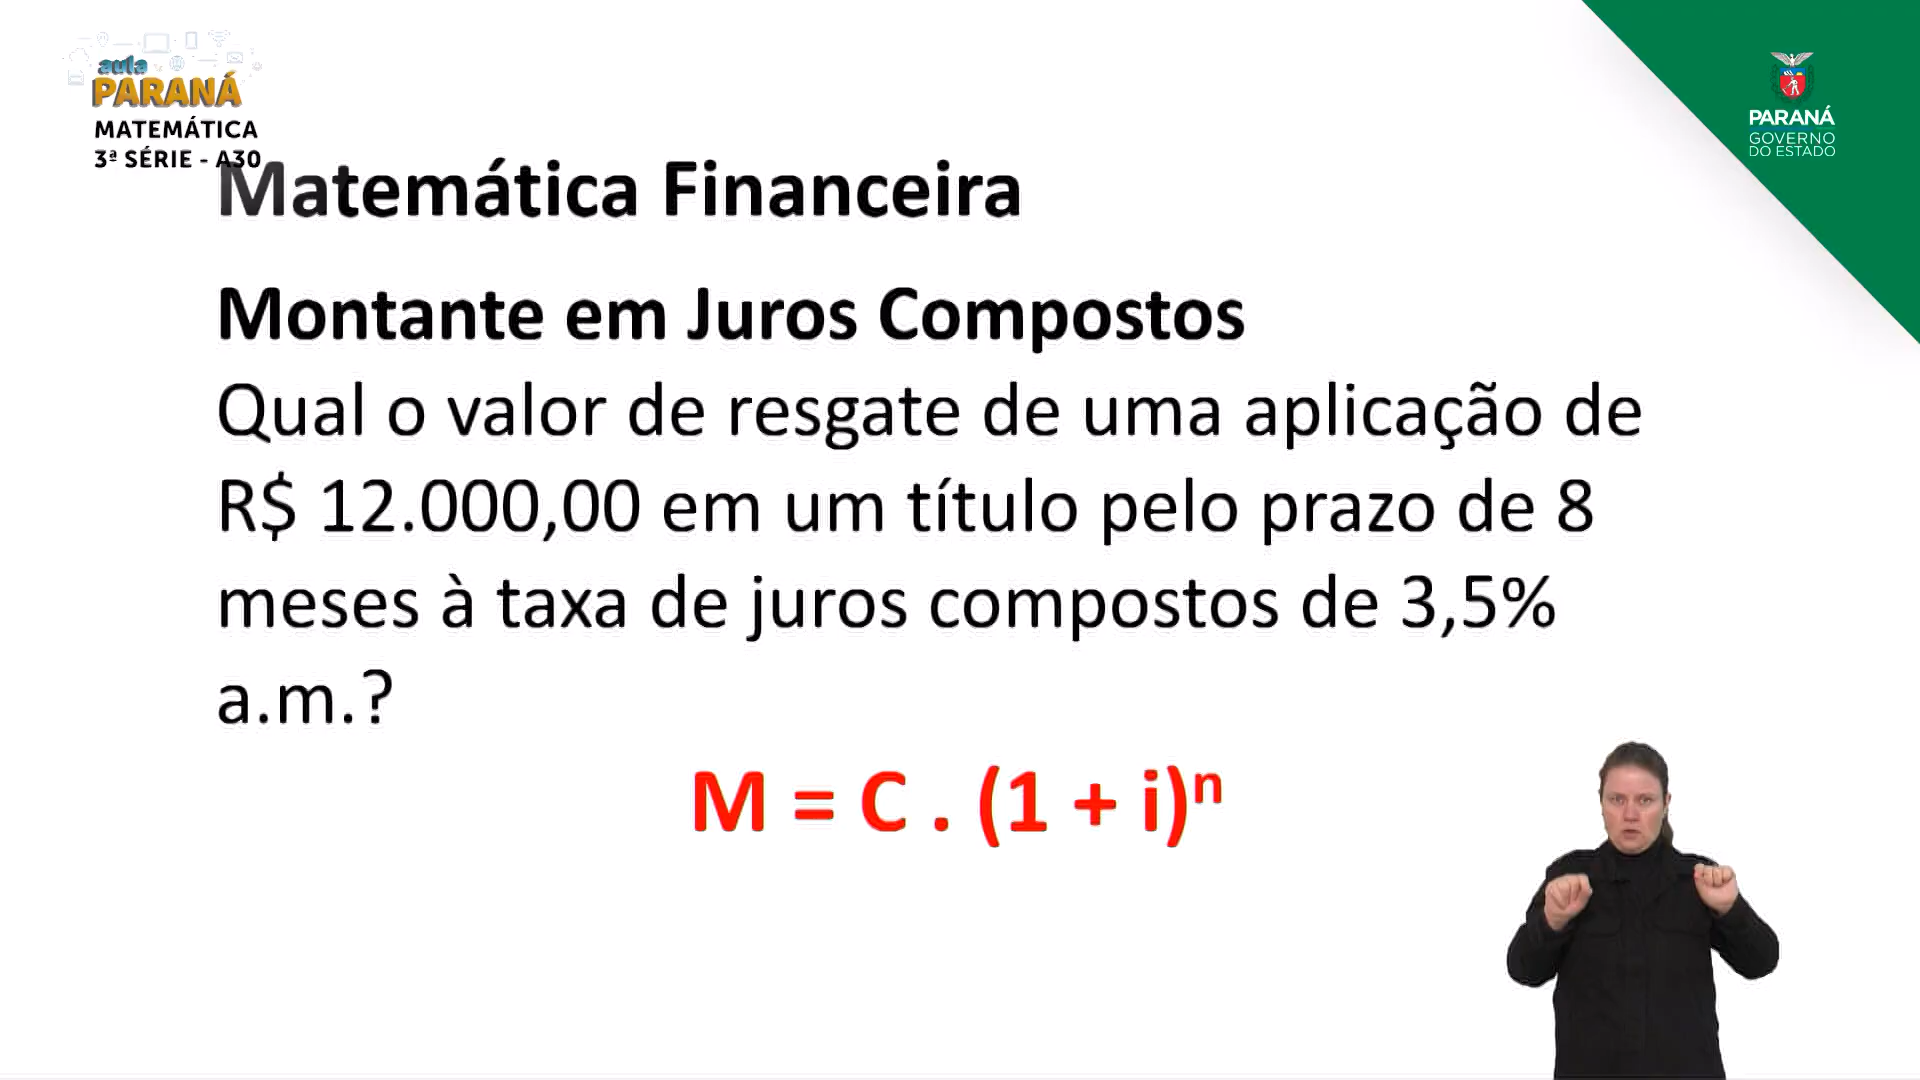 aula
PARANÁ
MATEMÁTICA
3ª SÉRIE - A30
PARANÁ
GOVERNO
DO ESTADO
Matemática Financeira
Montante em Juros Compostos
Qual o valor de resgate de uma aplicação de
R$ 12.000,00 em um título pelo prazo de 8
meses à taxa de juros compostos de 3,5%
a.m.?
M = C . (1 + i)ⁿ